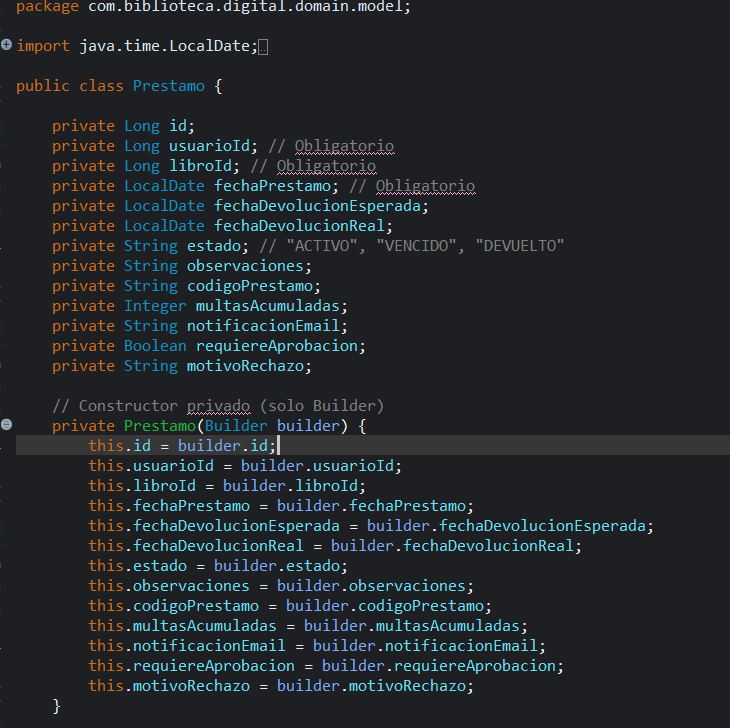 package com.biblioteca.digital.domain.model;
import java.time.LocalDate;
public class Prestamo {
private Long id;
private Long usuarioId; // Obligatorio
private Long libroId; // Obligatorio
private LocalDate fechaPrestamo; // Obligatorio
private LocalDate fechaDevolucionEsperada;
private LocalDate fechaDevolucionReal;
private String estado; // "ACTIVO", "VENCIDO", "DEVUELTO"
private String observaciones;
private String codigoPrestamo;
private Integer multasAcumuladas;
private String notificacionEmail;
private Boolean requiereAprobacion;
private String motivoRechazo;
// Constructor privado (solo Builder)
private Prestamo(Builder builder) {
this.id = builder.id;
this.usuarioId = builder.usuarioId;
this.libroId = builder.libroId;
this.fechaPrestamo = builder.fechaPrestamo;
this.fechaDevolucionEsperada = builder.fechaDevolucionEsperada;
this.fechaDevolucionReal = builder.fechaDevolucionReal;
this.estado = builder.estado;
this.observaciones = builder.observaciones;
this.codigoPrestamo = builder.codigoPrestamo;
this.multasAcumuladas = builder.multasAcumuladas;
this.notificacionEmail = builder.notificacionEmail;
this.requiereAprobacion = builder.requiereAprobacion;
this.motivoRechazo = builder.motivoRechazo;
}